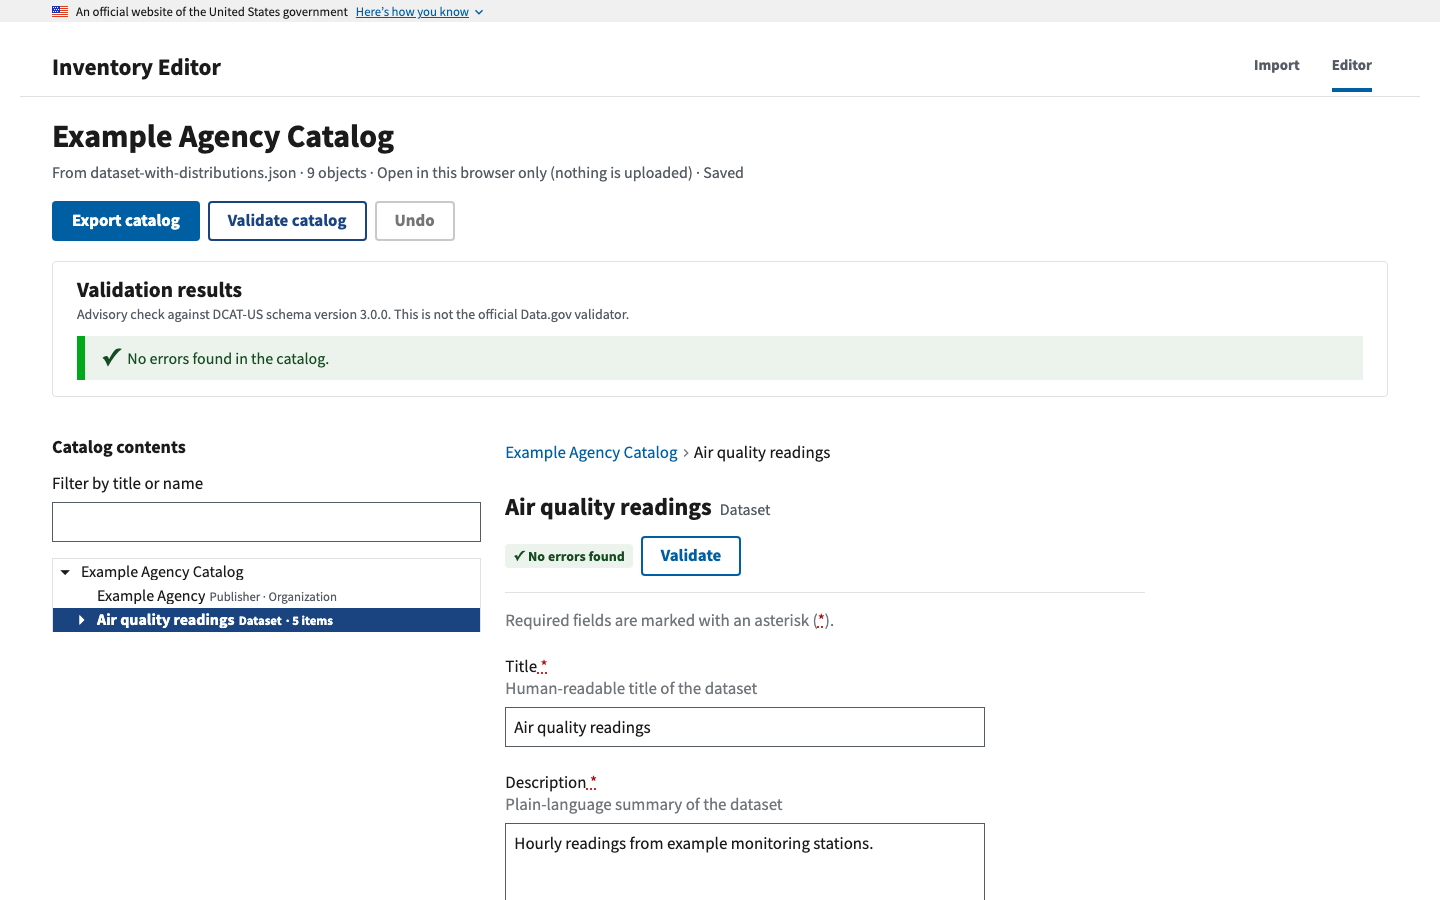 An official website of the United States government Here's how you know
Inventory Editor
Import Editor
Example Agency Catalog
From dataset-with-distributions.json · 9 objects · Open in this browser only (nothing is uploaded) · Saved
Export catalog Validate catalog Undo
Validation results
Advisory check against DCAT-US schema version 3.0.0. This is not the official Data.gov validator.
✓ No errors found in the catalog.
Catalog contents
Filter by title or name
Example Agency Catalog
Example Agency Publisher · Organization
Air quality readings Dataset · 5 items
Example Agency Catalog > Air quality readings
Air quality readings Dataset
✓ No errors found Validate
Required fields are marked with an asterisk (*).
Title *
Human-readable title of the dataset
Air quality readings
Description *
Plain-language summary of the dataset
Hourly readings from example monitoring stations.